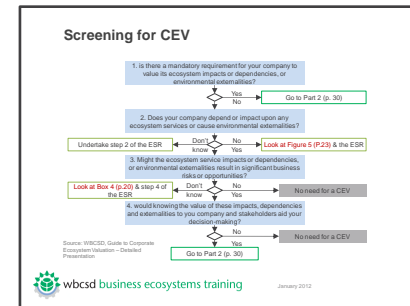 Screening for CEV
1. is there a mandatory requirement for your company to
value its ecosystem impacts or dependencies, or
environmental externalities?
Yes
No
Go to Part 2 (p. 30)
2. Does your company depend or impact upon any
ecosystem services or cause environmental externalities?
Undertake step 2 of the ESR
Don't
know
No
Yes
Look at Figure 5 (P.23) & the ESR
3. Might the ecosystem service impacts or dependencies,
or environmental externalities result in significant business
risks or opportunities?
Look at Box 4 (p.20) & step 4 of
the ESR
Don't
know
No
Yes
No need for a CEV
4. would knowing the value of these impacts, dependencies
and externalities to you company and stakeholders aid your
decision-making?
No
Yes
No need for a CEV
Go to Part 2 (p. 30)
Source: WBCSD, Guide to Corporate
Ecosystem Valuation – Detailed
Presentation
wbcsd business ecosystems training
January 2012